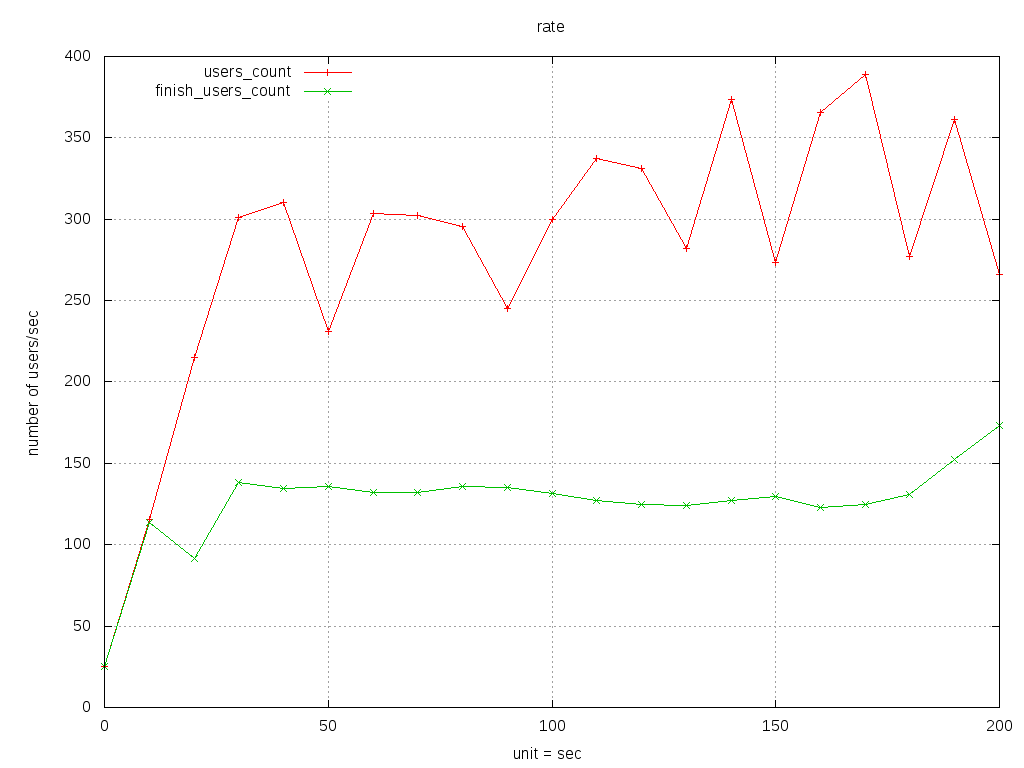 rate
400
users_count
finish_users_count
350
300
250
200
150
100
50
0
number of users/sec
0 50 100 150 200
unit = sec